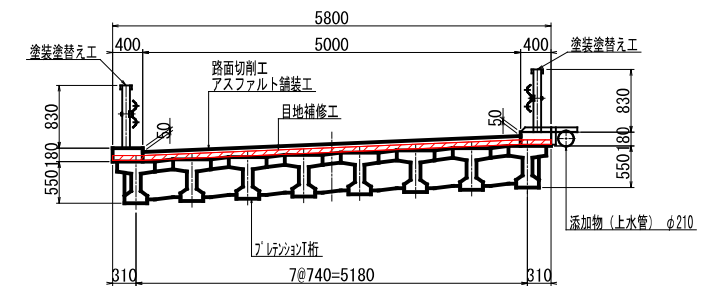 5800
400
5000
400
塗装塗替え工
塗装塗替え工
路面切削工
アスファルト舗装工
目地補修工
50
50
830
180
550
830
180
550
添加物（上水管） φ210
ﾌﾟﾚﾃﾝｼｮﾝT桁
310
7@740=5180
310